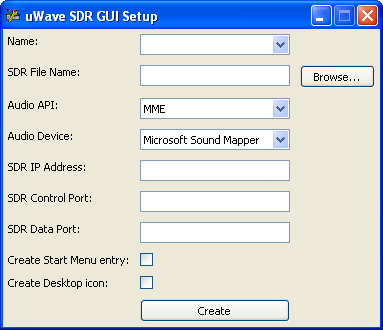 uWave SDR GUI Setup
Name:
SDR File Name:
Browse...
Audio API:
MME
Audio Device:
Microsoft Sound Mapper
SDR IP Address:
SDR Control Port:
SDR Data Port:
Create Start Menu entry:
Create Desktop icon:
Create